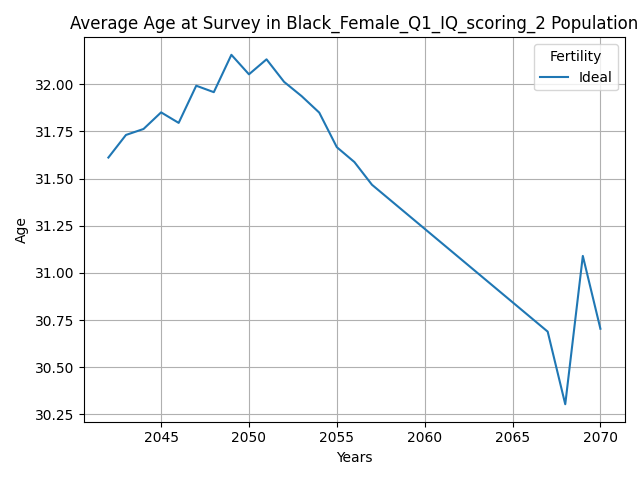 Average Age at Survey in Black_Female_Q1_IQ_scoring_2 Population
Fertility
Ideal
32.00
31.75
31.50
31.25
31.00
30.75
30.50
30.25
Age
2045 2050 2055 2060 2065 2070
Years